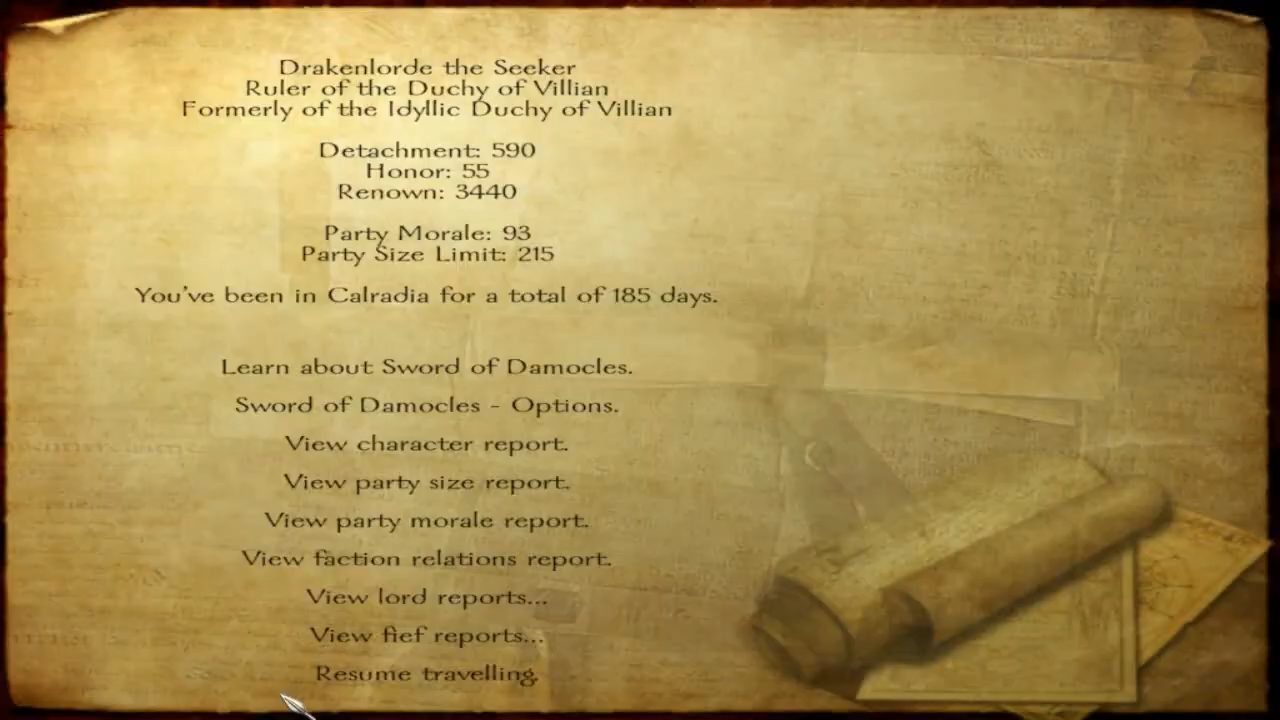 Drakenlorde the Seeker
Ruler of the Duchy of Villian
Formerly of the Idyllic Duchy of Villian
Detachment: 590
Honor: 55
Renown: 3440
Party Morale: 93
Party Size Limit: 215
You've been in Calradia for a total of 185 days.
Learn about Sword of Damocles.
Sword of Damocles - Options.
View character report.
View party size report.
View party morale report.
View faction relations report.
View lord reports...
View fief reports...
Resume travelling.